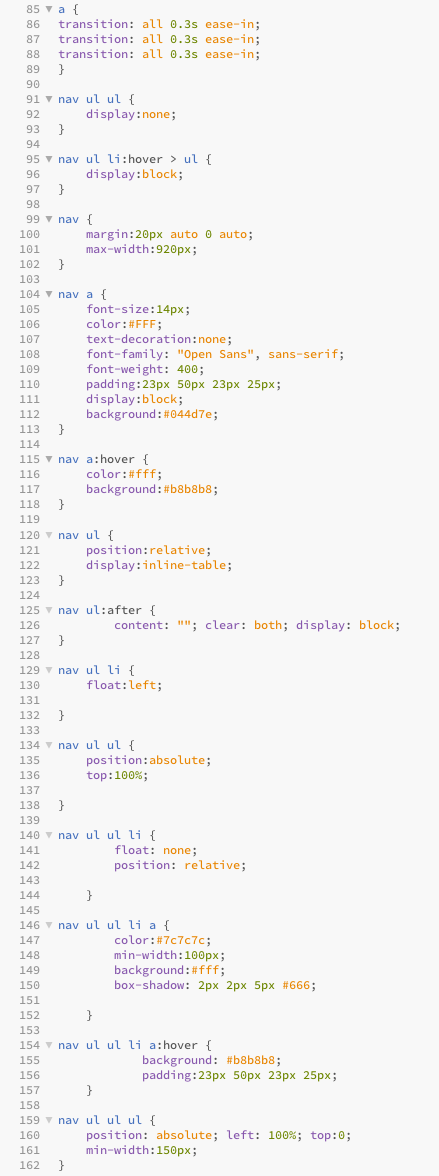 85 a {
86 transition: all 0.3s ease-in;
87 transition: all 0.3s ease-in;
88 transition: all 0.3s ease-in;
89 }
90
91 nav ul ul {
92 display:none;
93 }
94
95 nav ul li:hover > ul {
96 display:block;
97 }
98
99 nav {
100 margin:20px auto 0 auto;
101 max-width:920px;
102 }
103
104 nav a {
105 font-size:14px;
106 color:#FFF;
107 text-decoration:none;
108 font-family: "Open Sans", sans-serif;
109 font-weight: 400;
110 padding:23px 50px 23px 25px;
111 display:block;
112 background:#044d7e;
113 }
114
115 nav a:hover {
116 color:#fff;
117 background:#b8b8b8;
118 }
119
120 nav ul {
121 position:relative;
122 display:inline-table;
123 }
124
125 nav ul:after {
126 content: ""; clear: both; display: block;
127 }
128
129 nav ul li {
130 float:left;
131
132 }
133
134 nav ul ul {
135 position:absolute;
136 top:100%;
137
138 }
139
140 nav ul ul li {
141 float: none;
142 position: relative;
143
144 }
145
146 nav ul ul li a {
147 color:#7c7c7c;
148 min-width:100px;
149 background:#fff;
150 box-shadow: 2px 2px 5px #666;
151
152 }
153
154 nav ul ul li a:hover {
155 background: #b8b8b8;
156 padding:23px 50px 23px 25px;
157 }
158
159 nav ul ul ul {
160 position: absolute; left: 100%; top:0;
161 min-width:150px;
162 }